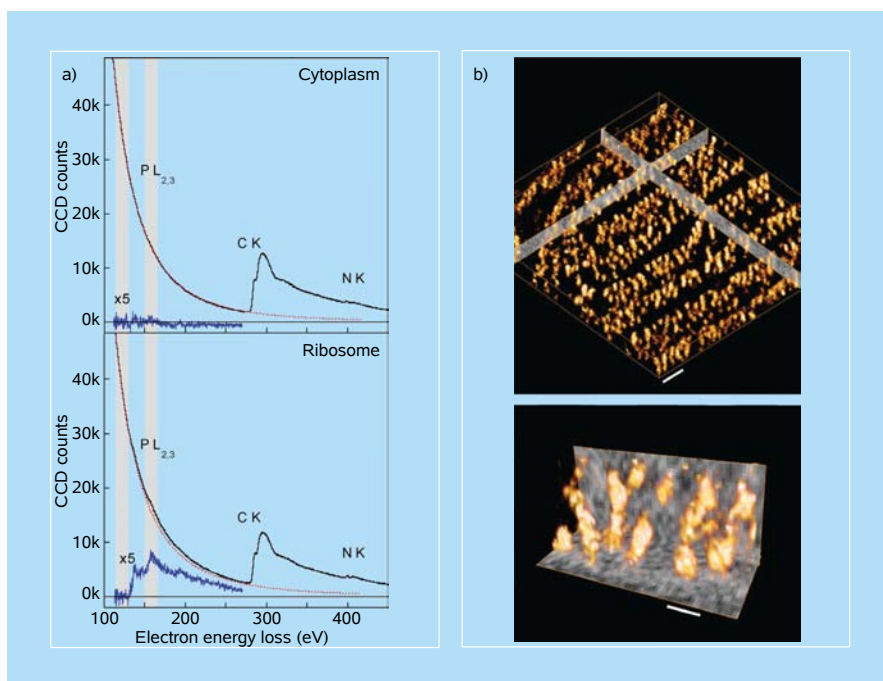 a)
Cytoplasm
40k
30k
P L2,3
CCD counts
20k
C K
10k
N K
x5
0k
Ribosome
40k
30k
P L2,3
CCD counts
20k
C K
10k
N K
x5
0k
100 200 300 400
Electron energy loss (eV)
b)